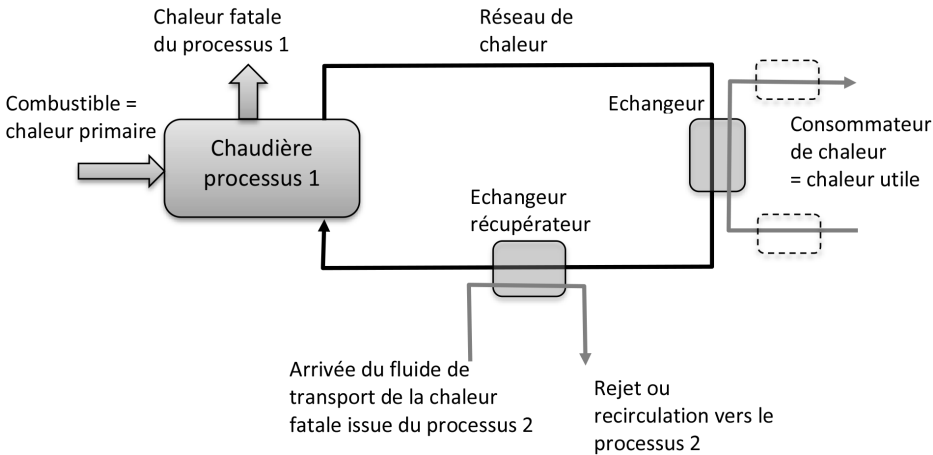 Chaleur fatale
du processus 1
Réseau de
chaleur
Combustible =
chaleur primaire
Echangeur
Chaudière
processus 1
Consommateur
de chaleur
= chaleur utile
Echangeur
récupérateur
Arrivée du fluide de
transport de la chaleur
fatale issue du processus 2
Rejet ou
recirculation vers le
processus 2